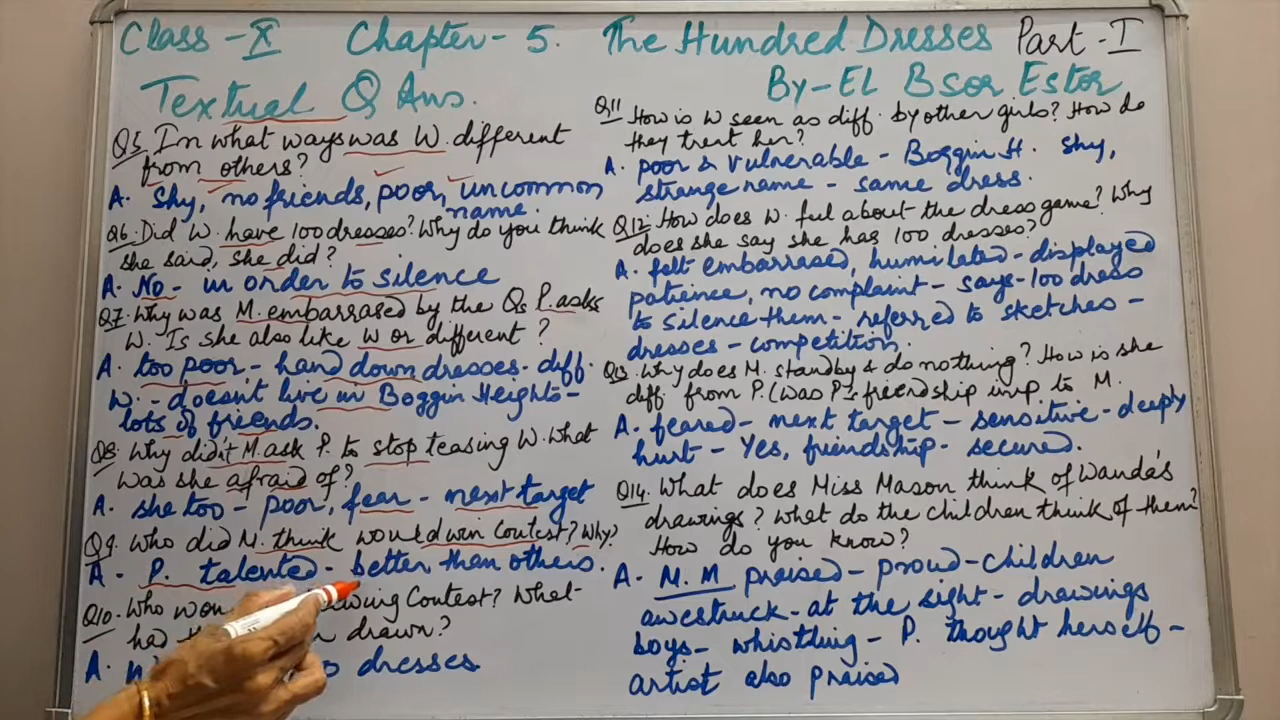 Class - X Chapter - 5. The Hundred Dresses Part - I
Textual Q Ans. By - EL Bsor Estor
Q5 In what ways was W. different
from others?
A. Shy, no friends, poor, uncommon
name.
Q6. Did W. have 100 dresses? Why do you think
she said, she did?
A. No - in order to silence
Q7. Why was M. embarrased by the Qs P. asks
W. Is she also like W or different?
A. too poor - hand down dresses - diff.
W. - doesn't live in Boggin Heights -
lots of friends.
Q8. Why didn't M. ask P. to stop teasing W. What
was she afraid of?
A. she too - poor, fear - next target
Q9. Who did M. think would win Contest? Why?
A - P. talented - better than others.
Q10. Who won Contest? What
had drawn?
A. dresses
Q11 How is W seen as diff. by other girls? How do
they treat her?
A. poor & vulnerable - Boggin H. shy,
strange name - same dress.
Q12. How does W. feel about the dress game? Why
does she say she has 100 dresses?
A. felt embarrased, humilated - displayed
patience, no complaint - says - 100 dress
to silence them - referred to sketches -
dresses - competition.
Q13. Why does M. standby & do nothing? How is she
diff. from P. (Was P's friendship imp to M.
A. feared - next target - sensitive - deeply
hurt - Yes, friendship - secured.
Q14. What does Miss Mason think of Wanda's
drawings? What do the children think of them?
How do you know?
A - M. M praised - proud - children
awestruck - at the sight - drawings
boys - whistling - P. thought herself -
artist also praised